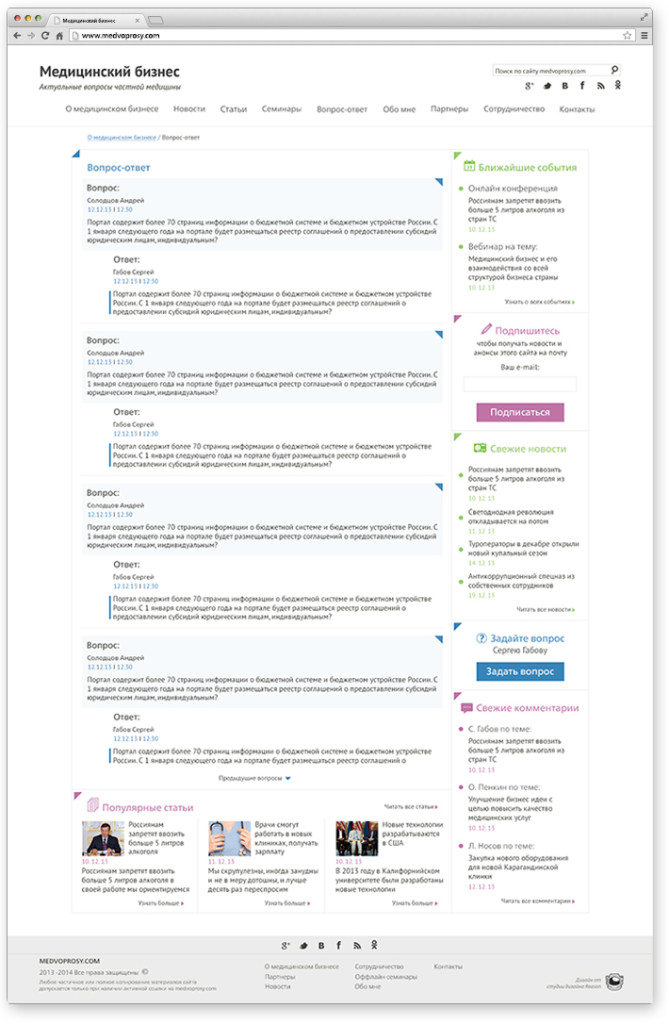 Медицинский Бизнес
www.medvoprosy.com
Медицинский бизнес
Актуальные вопросы частной медицины
Поиск по сайту medvoprosy.com
О медицинском бизнесе Новости Статьи Семинары Вопрос-ответ Обо мне Партнеры Сотрудничество Контакты
О медицинском бизнесе / Вопрос-ответ
Вопрос-ответ
Вопрос:
Солодцов Андрей
12.12.13 | 12:30
Портал содержит более 70 страниц информации о бюджетной системе и бюджетном устройстве России. С
1 января следующего года на портале будет размещаться реестр соглашений о предоставлении субсидий
юридическим лицам, индивидуальным?
Ответ:
Габов Сергей
12.12.13 | 12:30
Портал содержит более 70 страниц информации о бюджетной системе и бюджетном устройстве
России. С 1 января следующего года на портале будет размещаться реестр соглашений о
предоставлении субсидий юридическим лицам, индивидуальным?
Вопрос:
Солодцов Андрей
12.12.13 | 12:30
Портал содержит более 70 страниц информации о бюджетной системе и бюджетном устройстве России. С
1 января следующего года на портале будет размещаться реестр соглашений о предоставлении субсидий
юридическим лицам, индивидуальным?
Ответ:
Габов Сергей
12.12.13 | 12:30
Портал содержит более 70 страниц информации о бюджетной системе и бюджетном устройстве
России. С 1 января следующего года на портале будет размещаться реестр соглашений о
предоставлении субсидий юридическим лицам, индивидуальным?
Вопрос:
Солодцов Андрей
12.12.13 | 12:30
Портал содержит более 70 страниц информации о бюджетной системе и бюджетном устройстве России. С
1 января следующего года на портале будет размещаться реестр соглашений о предоставлении субсидий
юридическим лицам, индивидуальным?
Ответ:
Габов Сергей
12.12.13 | 12:30
Портал содержит более 70 страниц информации о бюджетной системе и бюджетном устройстве
России. С 1 января следующего года на портале будет размещаться реестр соглашений о
предоставлении субсидий юридическим лицам, индивидуальным?
Вопрос:
Солодцов Андрей
12.12.13 | 12:30
Портал содержит более 70 страниц информации о бюджетной системе и бюджетном устройстве России. С
1 января следующего года на портале будет размещаться реестр соглашений о предоставлении субсидий
юридическим лицам, индивидуальным?
Ответ:
Габов Сергей
12.12.13 | 12:30
Портал содержит более 70 страниц информации о бюджетной системе и бюджетном устройстве
России. С 1 января следующего года на портале будет размещаться реестр соглашений о
Предыдущие вопросы
Ближайшие события
Онлайн конференция
Россиянам запретят ввозить
больше 5 литров алкоголя из
стран ТС
10.12.13
Вебинар на тему:
Медицинский бизнес и его
взаимодействия со всей
структурой бизнеса страны
10.12.13
Узнать о всех событиях
Подпишитесь
чтобы получать новости и
анонсы этого сайта на почту
Ваш e-mail:
Подписаться
Свежие новости
Россиянам запретят ввозить
больше 5 литров алкоголя из
стран ТС
10.12.13
Светодиодная революция
откладывается на потом
11.12.13
Туроператоры в декабре открыли
новый купальный сезон
14.12.13
Антикоррупционный спецназ из
собственных сотрудников
19.12.13
Читать все новости
Задайте вопрос
Сергею Габову
Задать вопрос
Свежие комментарии
С. Габов по теме:
Россиянам запретят ввозить
больше 5 литров алкоголя из
стран ТС
10.12.13
О. Пенкин по теме:
Улучшение бизнес идеи с
целью повысить качество
медицинских услуг
10.12.13
Л. Носов по теме:
Закупка нового оборудования
для новой Карагандинской
клинки
12.12.13
Читать все комментарии
Популярные статьи
Читать все статьи
Россиянам
запретят ввозить
больше 5 литров
алкоголя
10.12.13
Россиянам запретят ввозить
больше 5 литров алкоголя в
своей работе мы ориентируемся
Узнать больше
Врачи смогут
работать в новых
клиниках, получать
зарплату
11.12.13
Мы скрупулезны, иногда занудны
и не в меру дотошны, и лучше
десять раз переспросим
Узнать больше
Новые технологии
разрабатываются
в США
10.12.13
В 2013 году в Калифорнийском
университете были разработаны
новые технологии
Узнать больше
MEDVOPROSY.COM
2013 -2014 Все права защищены ©
Любое частичное или полное копирование материалов сайта
допускается только при наличии активной ссылки на medvoprosy.com
О медицинском бизнесе Сотрудничество Контакты
Партнеры Оффлайн семинары
Новости Обо мне
Дизайн от
студии дизайна